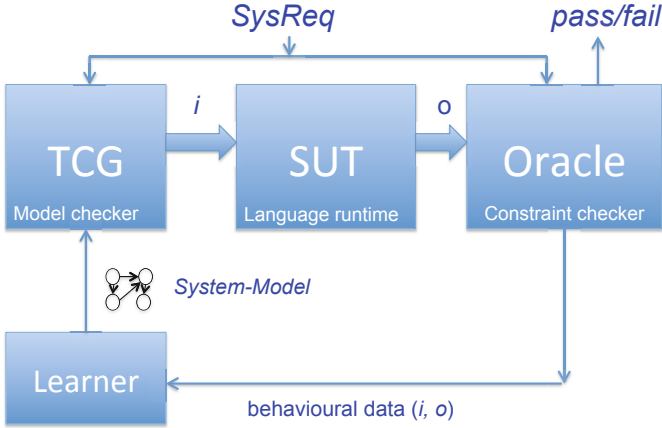 SysReq
pass/fail
i
o
TCG
Model checker
SUT
Language runtime
Oracle
Constraint checker
System-Model
Learner
behavioural data (i, o)